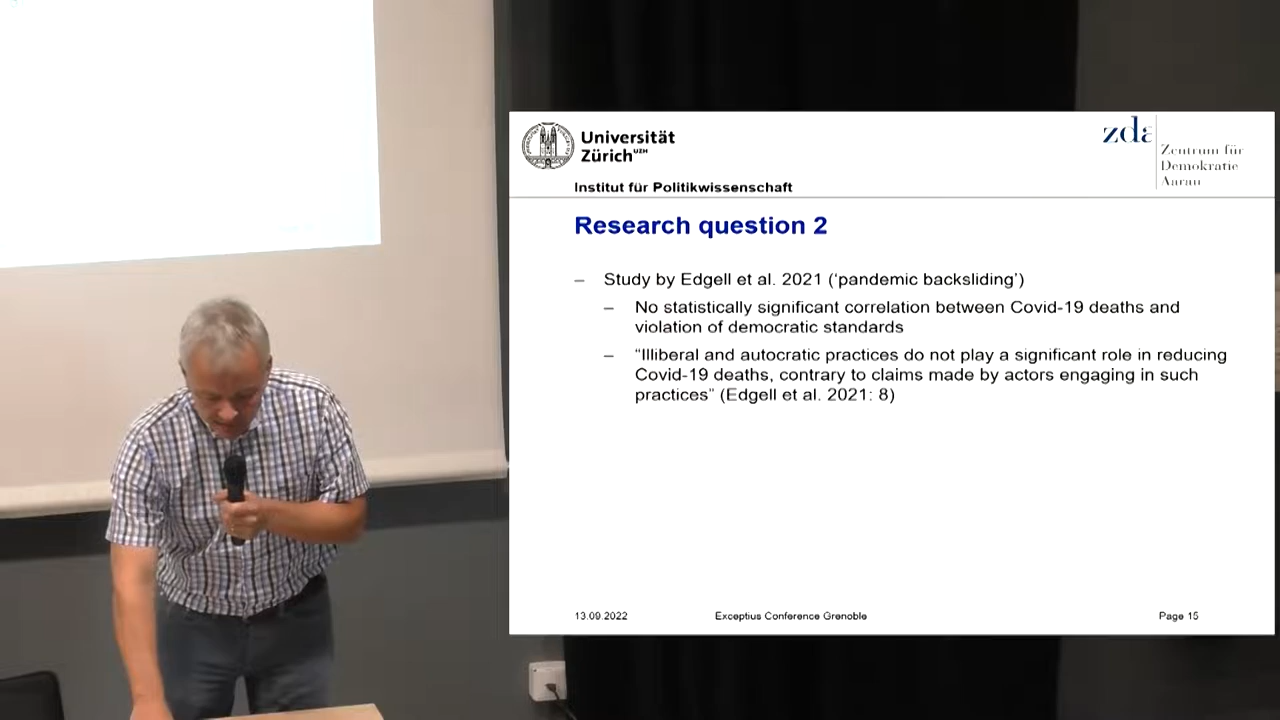 Universität
Zürich UZH
Institut für Politikwissenschaft
zda
Zentrum für
Demokratie
Aarau
Research question 2
– Study by Edgell et al. 2021 (‘pandemic backsliding’)
– No statistically significant correlation between Covid-19 deaths and
violation of democratic standards
– “Illiberal and autocratic practices do not play a significant role in reducing
Covid-19 deaths, contrary to claims made by actors engaging in such
practices” (Edgell et al. 2021: 8)
13.09.2022 Exceptius Conference Grenoble Page 15